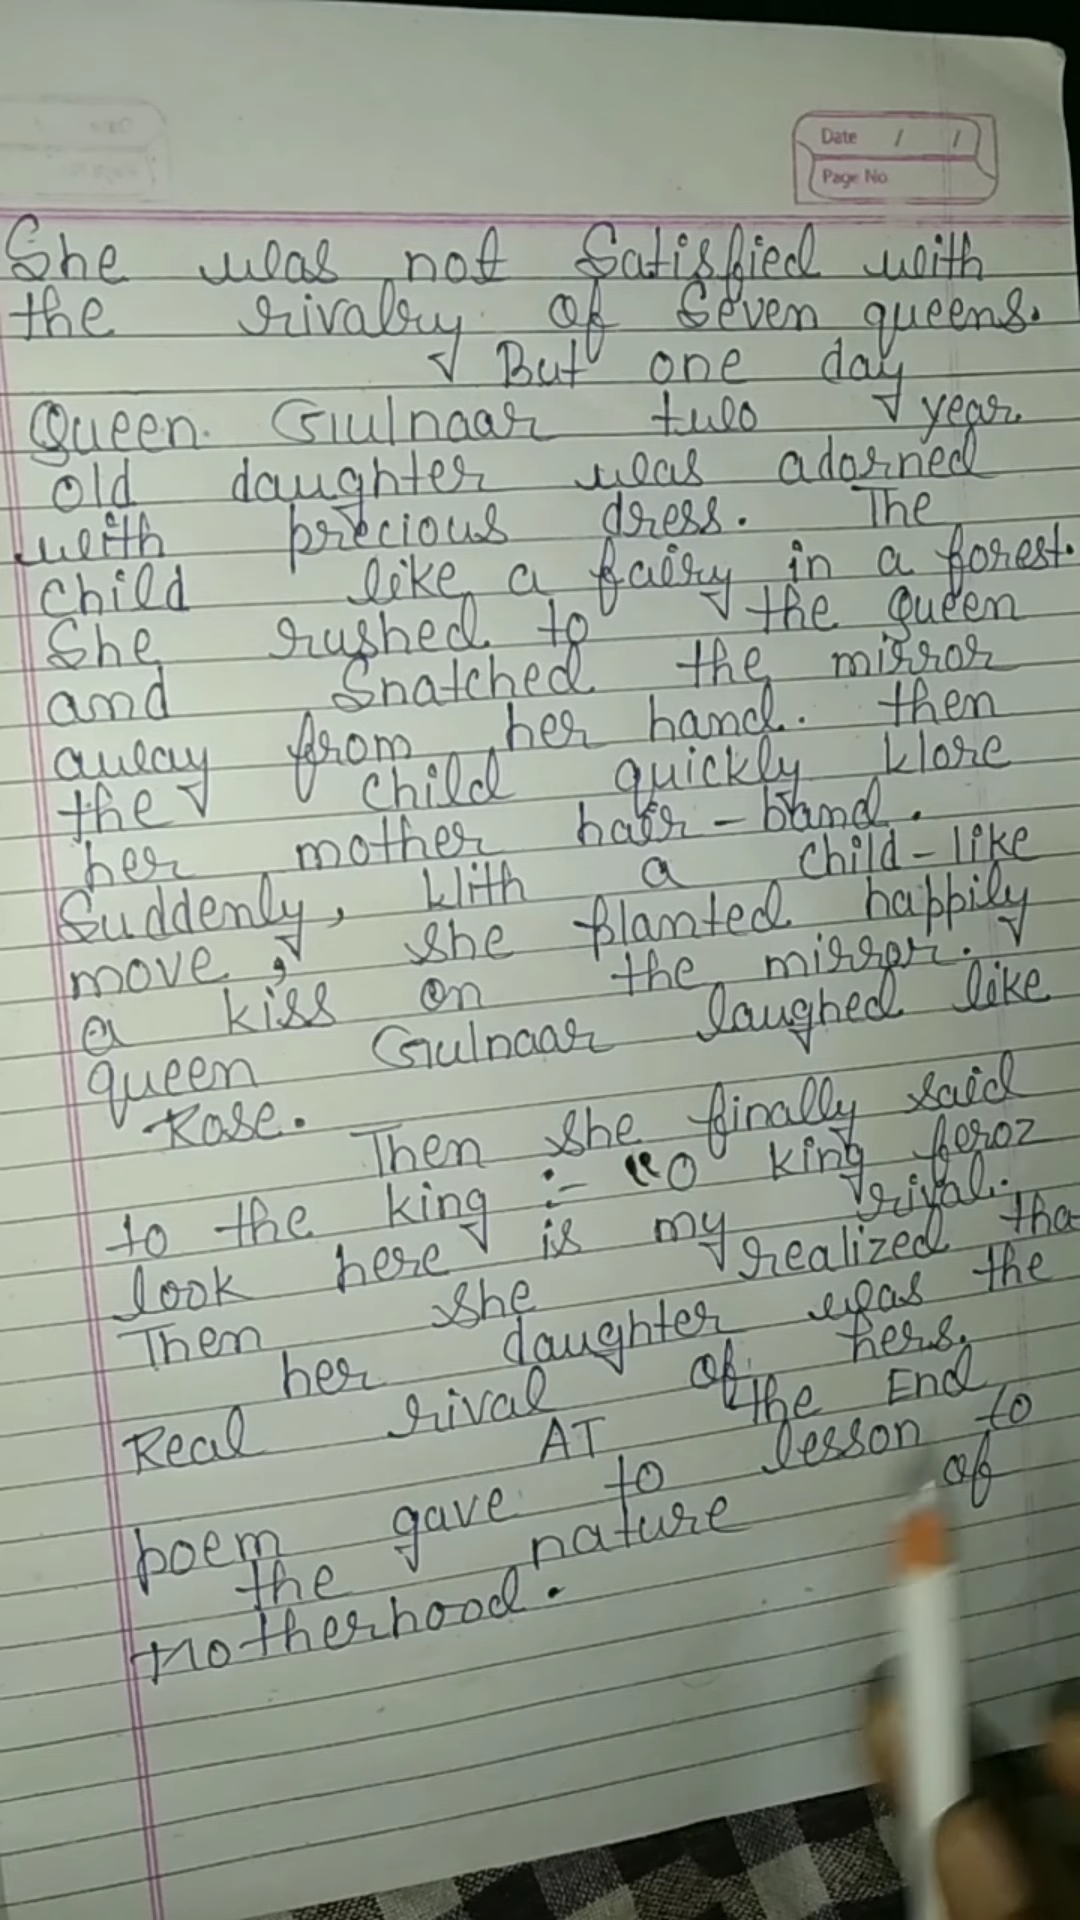 Date / /
Page No.
She was not Satisfied with
the rivalry of Seven queens.
But one day
Queen. Gulnaar two year
old daughter was adorned
with precious dress. The
child like a fairy in a forest.
She rushed to the queen
and Snatched the mirror
away from her hand. then
the child quickly klore
her mother hair-band.
Suddenly, With a child-like
move, she planted happily
a kiss on the mirror.
queen Gulnaar laughed like
Rose.
Then she finally said
to the king :- "O king feroz
look here is my rival.
Then she realized tha
her daughter was the
Real rival of hers.
AT the End
poem gave to lesson to
the nature of
Motherhood.